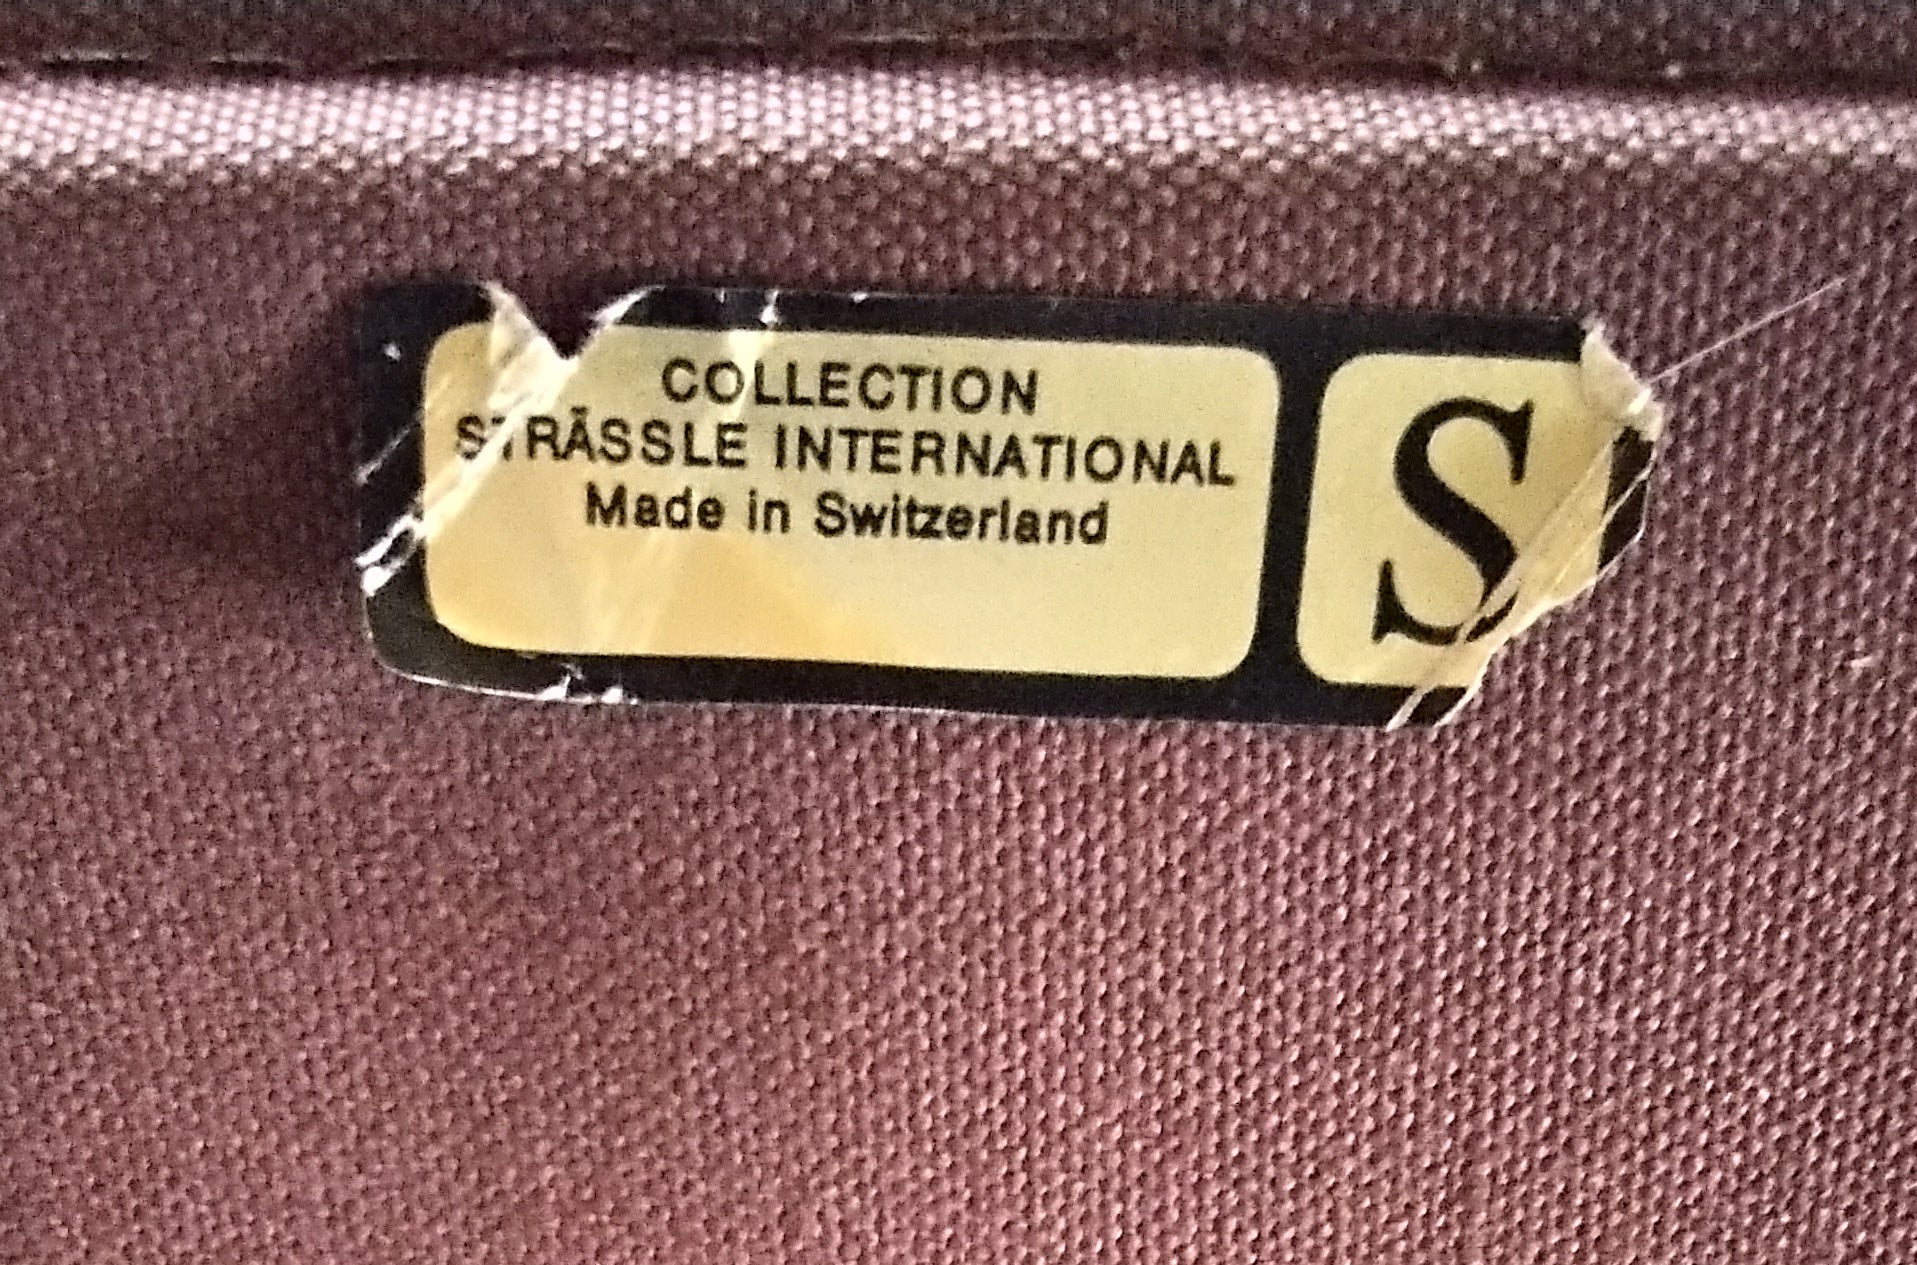 COLLECTION
STRÄSSLE INTERNATIONAL
Made in Switzerland
S